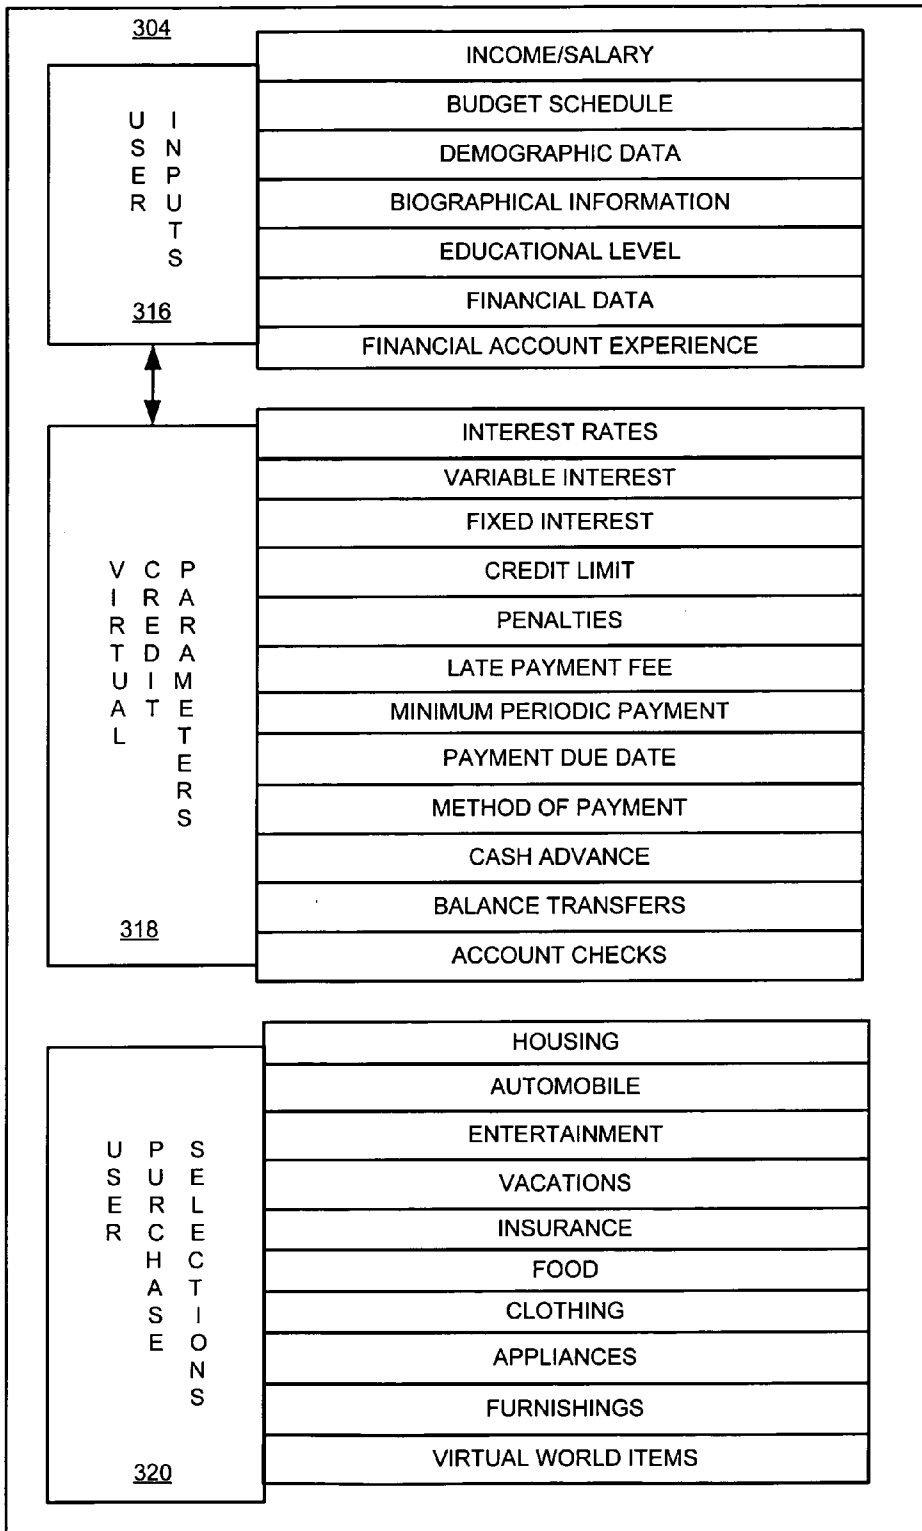 304
USER INPUTS
316
INCOME/SALARY
BUDGET SCHEDULE
DEMOGRAPHIC DATA
BIOGRAPHICAL INFORMATION
EDUCATIONAL LEVEL
FINANCIAL DATA
FINANCIAL ACCOUNT EXPERIENCE
VIRTUAL CREDIT PARAMETERS
318
INTEREST RATES
VARIABLE INTEREST
FIXED INTEREST
CREDIT LIMIT
PENALTIES
LATE PAYMENT FEE
MINIMUM PERIODIC PAYMENT
PAYMENT DUE DATE
METHOD OF PAYMENT
CASH ADVANCE
BALANCE TRANSFERS
ACCOUNT CHECKS
USER PURCHASE SELECTIONS
320
HOUSING
AUTOMOBILE
ENTERTAINMENT
VACATIONS
INSURANCE
FOOD
CLOTHING
APPLIANCES
FURNISHINGS
VIRTUAL WORLD ITEMS